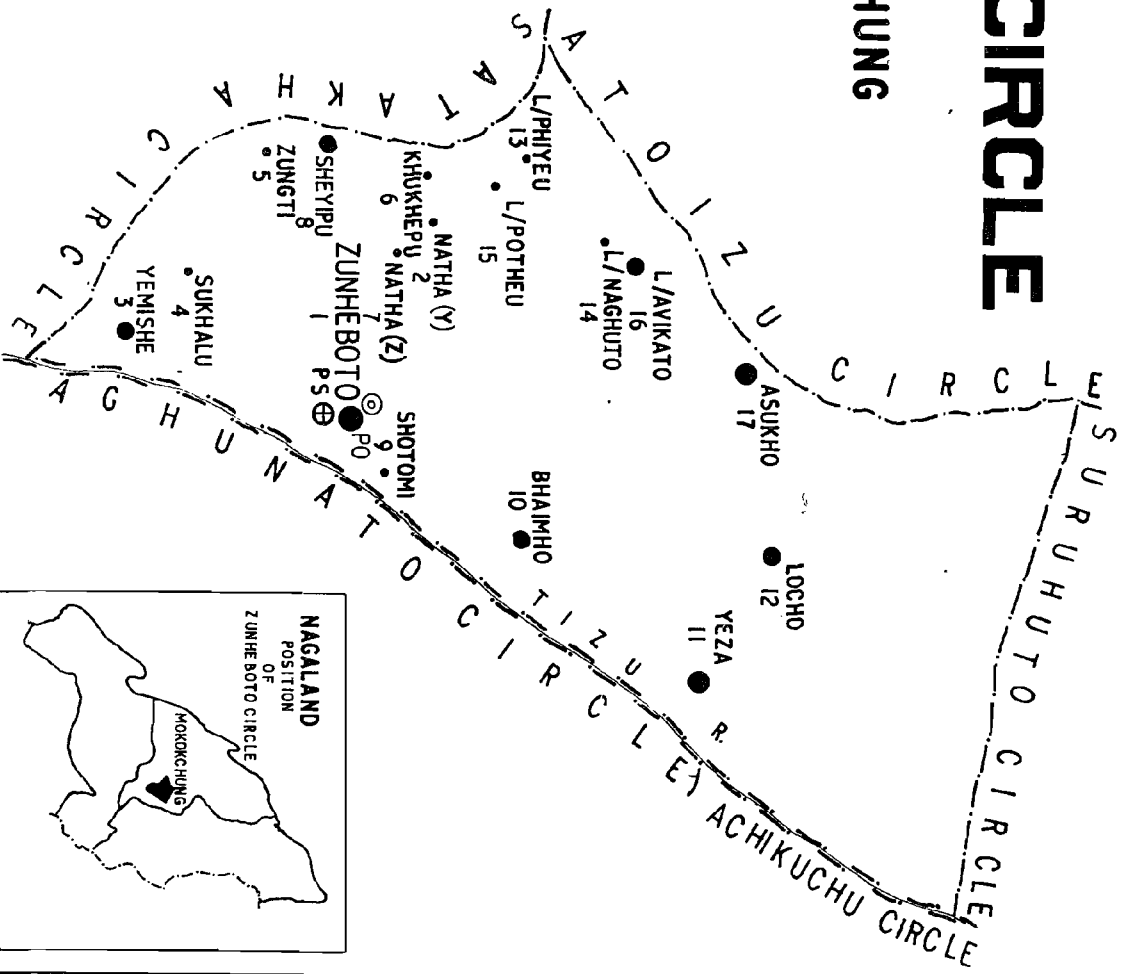 CIRCLE
HUNG
SATOIZU CIRCLE
SURUHUTO CIRCLE
SATAKHA CIRCLE
AGHUNATO CIRCLE
ACHIKUCHU CIRCLE
TIZU R.
ASUKHO
17
LOCHO
12
YEZA
11
L/AVIKATO
16
L/NAGHUTO
14
L/PHIYEU
13
L/POTHEU
15
BHAIMHO
10
NATHA (Y)
2
KHUKHEPU
6
NATHA (Z)
7
SHOTOMI
9
ZUNHEBOTO
1
PO
PS
SHEYIPU
8
ZUNGTI
5
SUKHALU
4
YEMISHE
3
NAGALAND
POSITION
OF
ZUNHEBOTO CIRCLE
MOKOKCHUNG